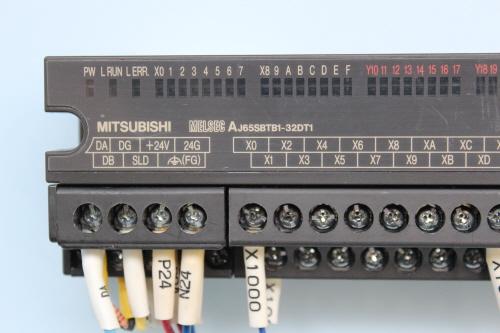 PW L RUN L ERR. X0 1 2 3 4 5 6 7 X8 9 A B C D E F Y10 11 12 13 14 15 16 17 Y18 19
MITSUBISHI MELSEC AJ65SBTB1-32DT1
DA DG +24V 24G X0 X2 X4 X6 X8 XA XC
DB SLD (FG) X1 X3 X5 X7 X9 XB XD
P24
N24
X1000